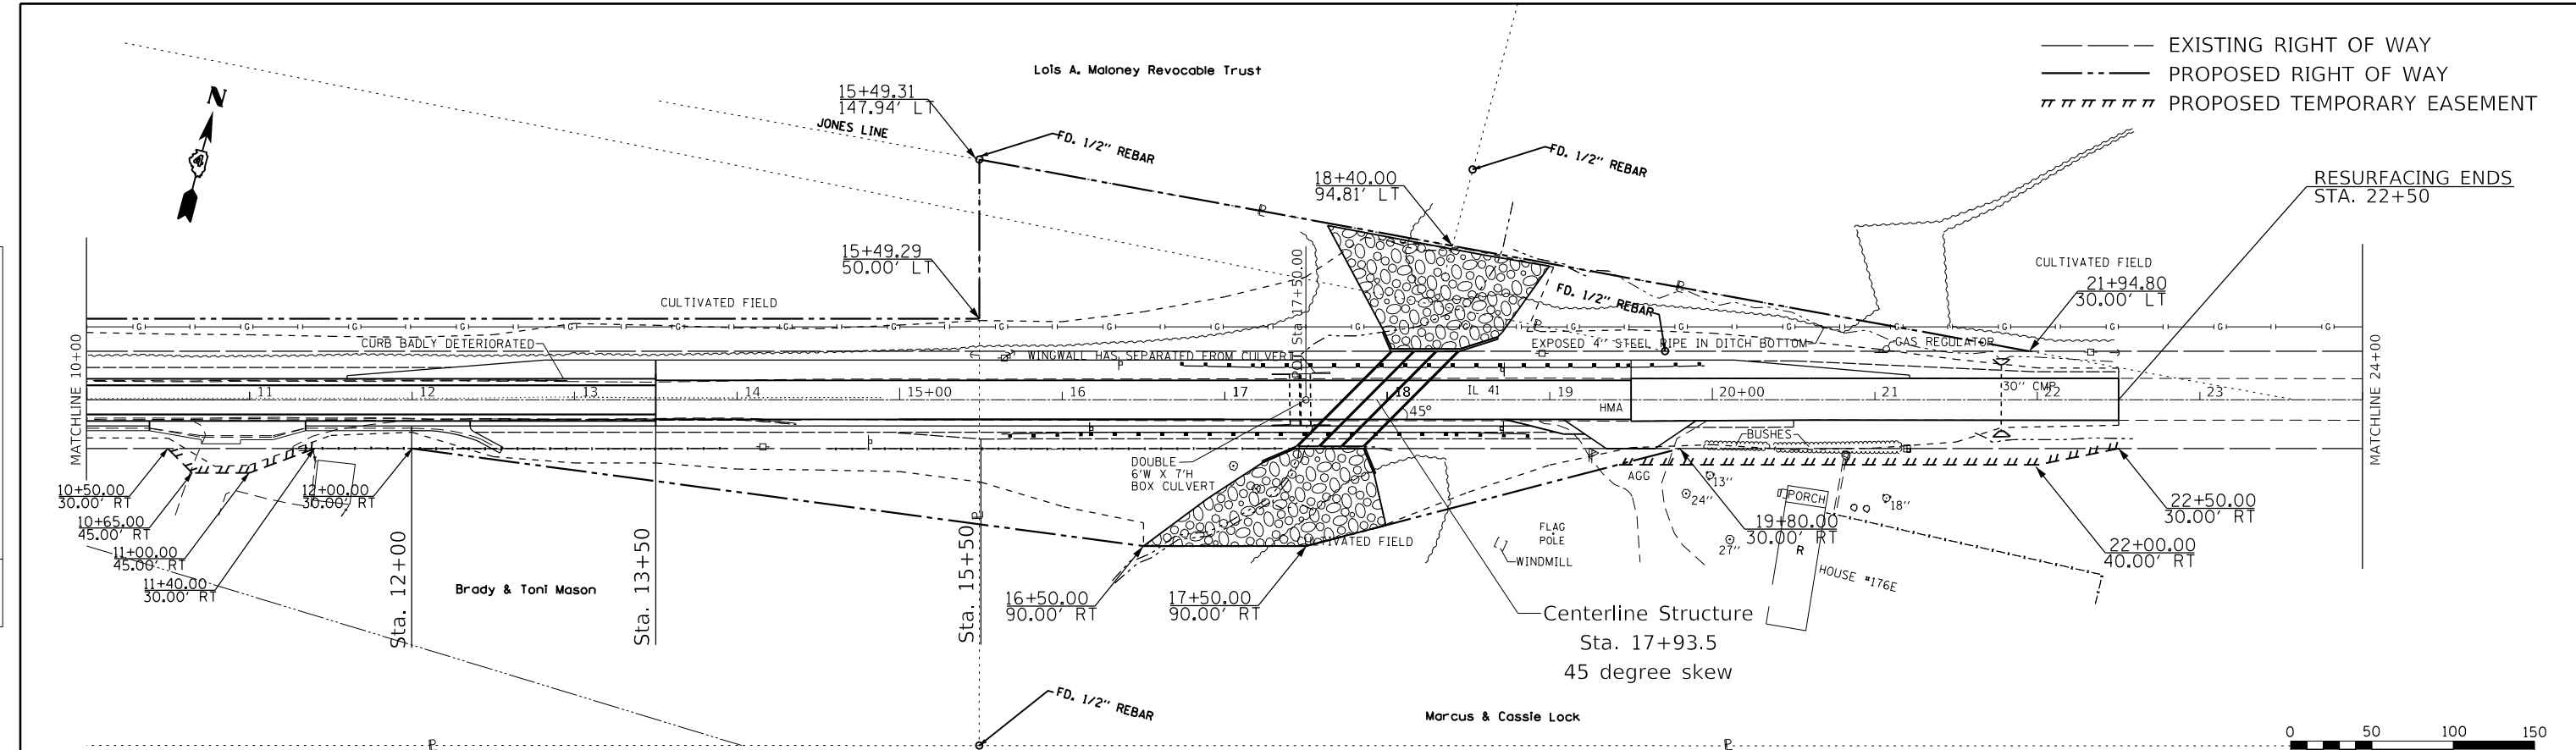 EXISTING RIGHT OF WAY
PROPOSED RIGHT OF WAY
PROPOSED TEMPORARY EASEMENT
Lois A. Maloney Revocable Trust
N
4
15+49.31
147.94' LT
JONES LINE
FD. 1/2" REBAR
FD. 1/2" REBAR
18+40.00
94.81' LT
RESURFACING ENDS
STA. 22+50
15+49.29
50.00' LT
CULTIVATED FIELD
CULTIVATED FIELD
21+94.80
30.00' LT
FD. 1/2" REBAR
MATCHLINE 10+00
MATCHLINE 24+00
G G G G G G G G G G G G G G G G G G G G G
CURB BADLY DETERIORATED
WINGWALL HAS SEPARATED FROM CULVERT
Sta 17+50.00
EXPOSED 4" STEEL PIPE IN DITCH BOTTOM
GAS REGULATOR
11
12
13
14
15+00
16
17
18
IL 41
19
20+00
21
30" CMP
22
23
45°
HMA
BUSHES
DOUBLE
6'W X 7'H
BOX CULVERT
AGG
13"
24"
27"
18"
PORCH
10+50.00
30.00' RT
10+65.00
45.00' RT
11+00.00
45.00' RT
11+40.00
30.00' RT
12+00.00
30.00' RT
Sta. 12+00
Sta. 13+50
Sta. 15+50
CULTIVATED FIELD
FLAG
POLE
WINDMILL
19+80.00
30.00' RT
R
HOUSE #176E
22+50.00
30.00' RT
22+00.00
40.00' RT
Brady & Toni Mason
16+50.00
90.00' RT
17+50.00
90.00' RT
Centerline Structure
Sta. 17+93.5
45 degree skew
FD. 1/2" REBAR
Marcus & Cassie Lock
0 50 100 150